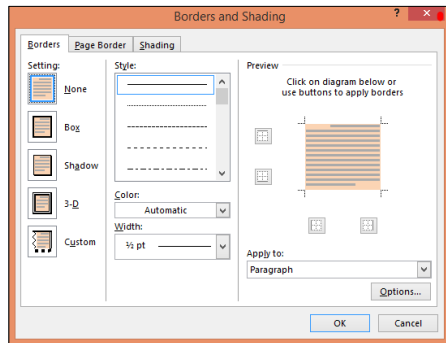 Borders and Shading
? ×
Borders Page Border Shading
Setting:
None
Box
Shadow
3-D
Custom
Style:
Color:
Automatic
Width:
½ pt
Preview
Click on diagram below or
use buttons to apply borders
Apply to:
Paragraph
Options...
OK Cancel